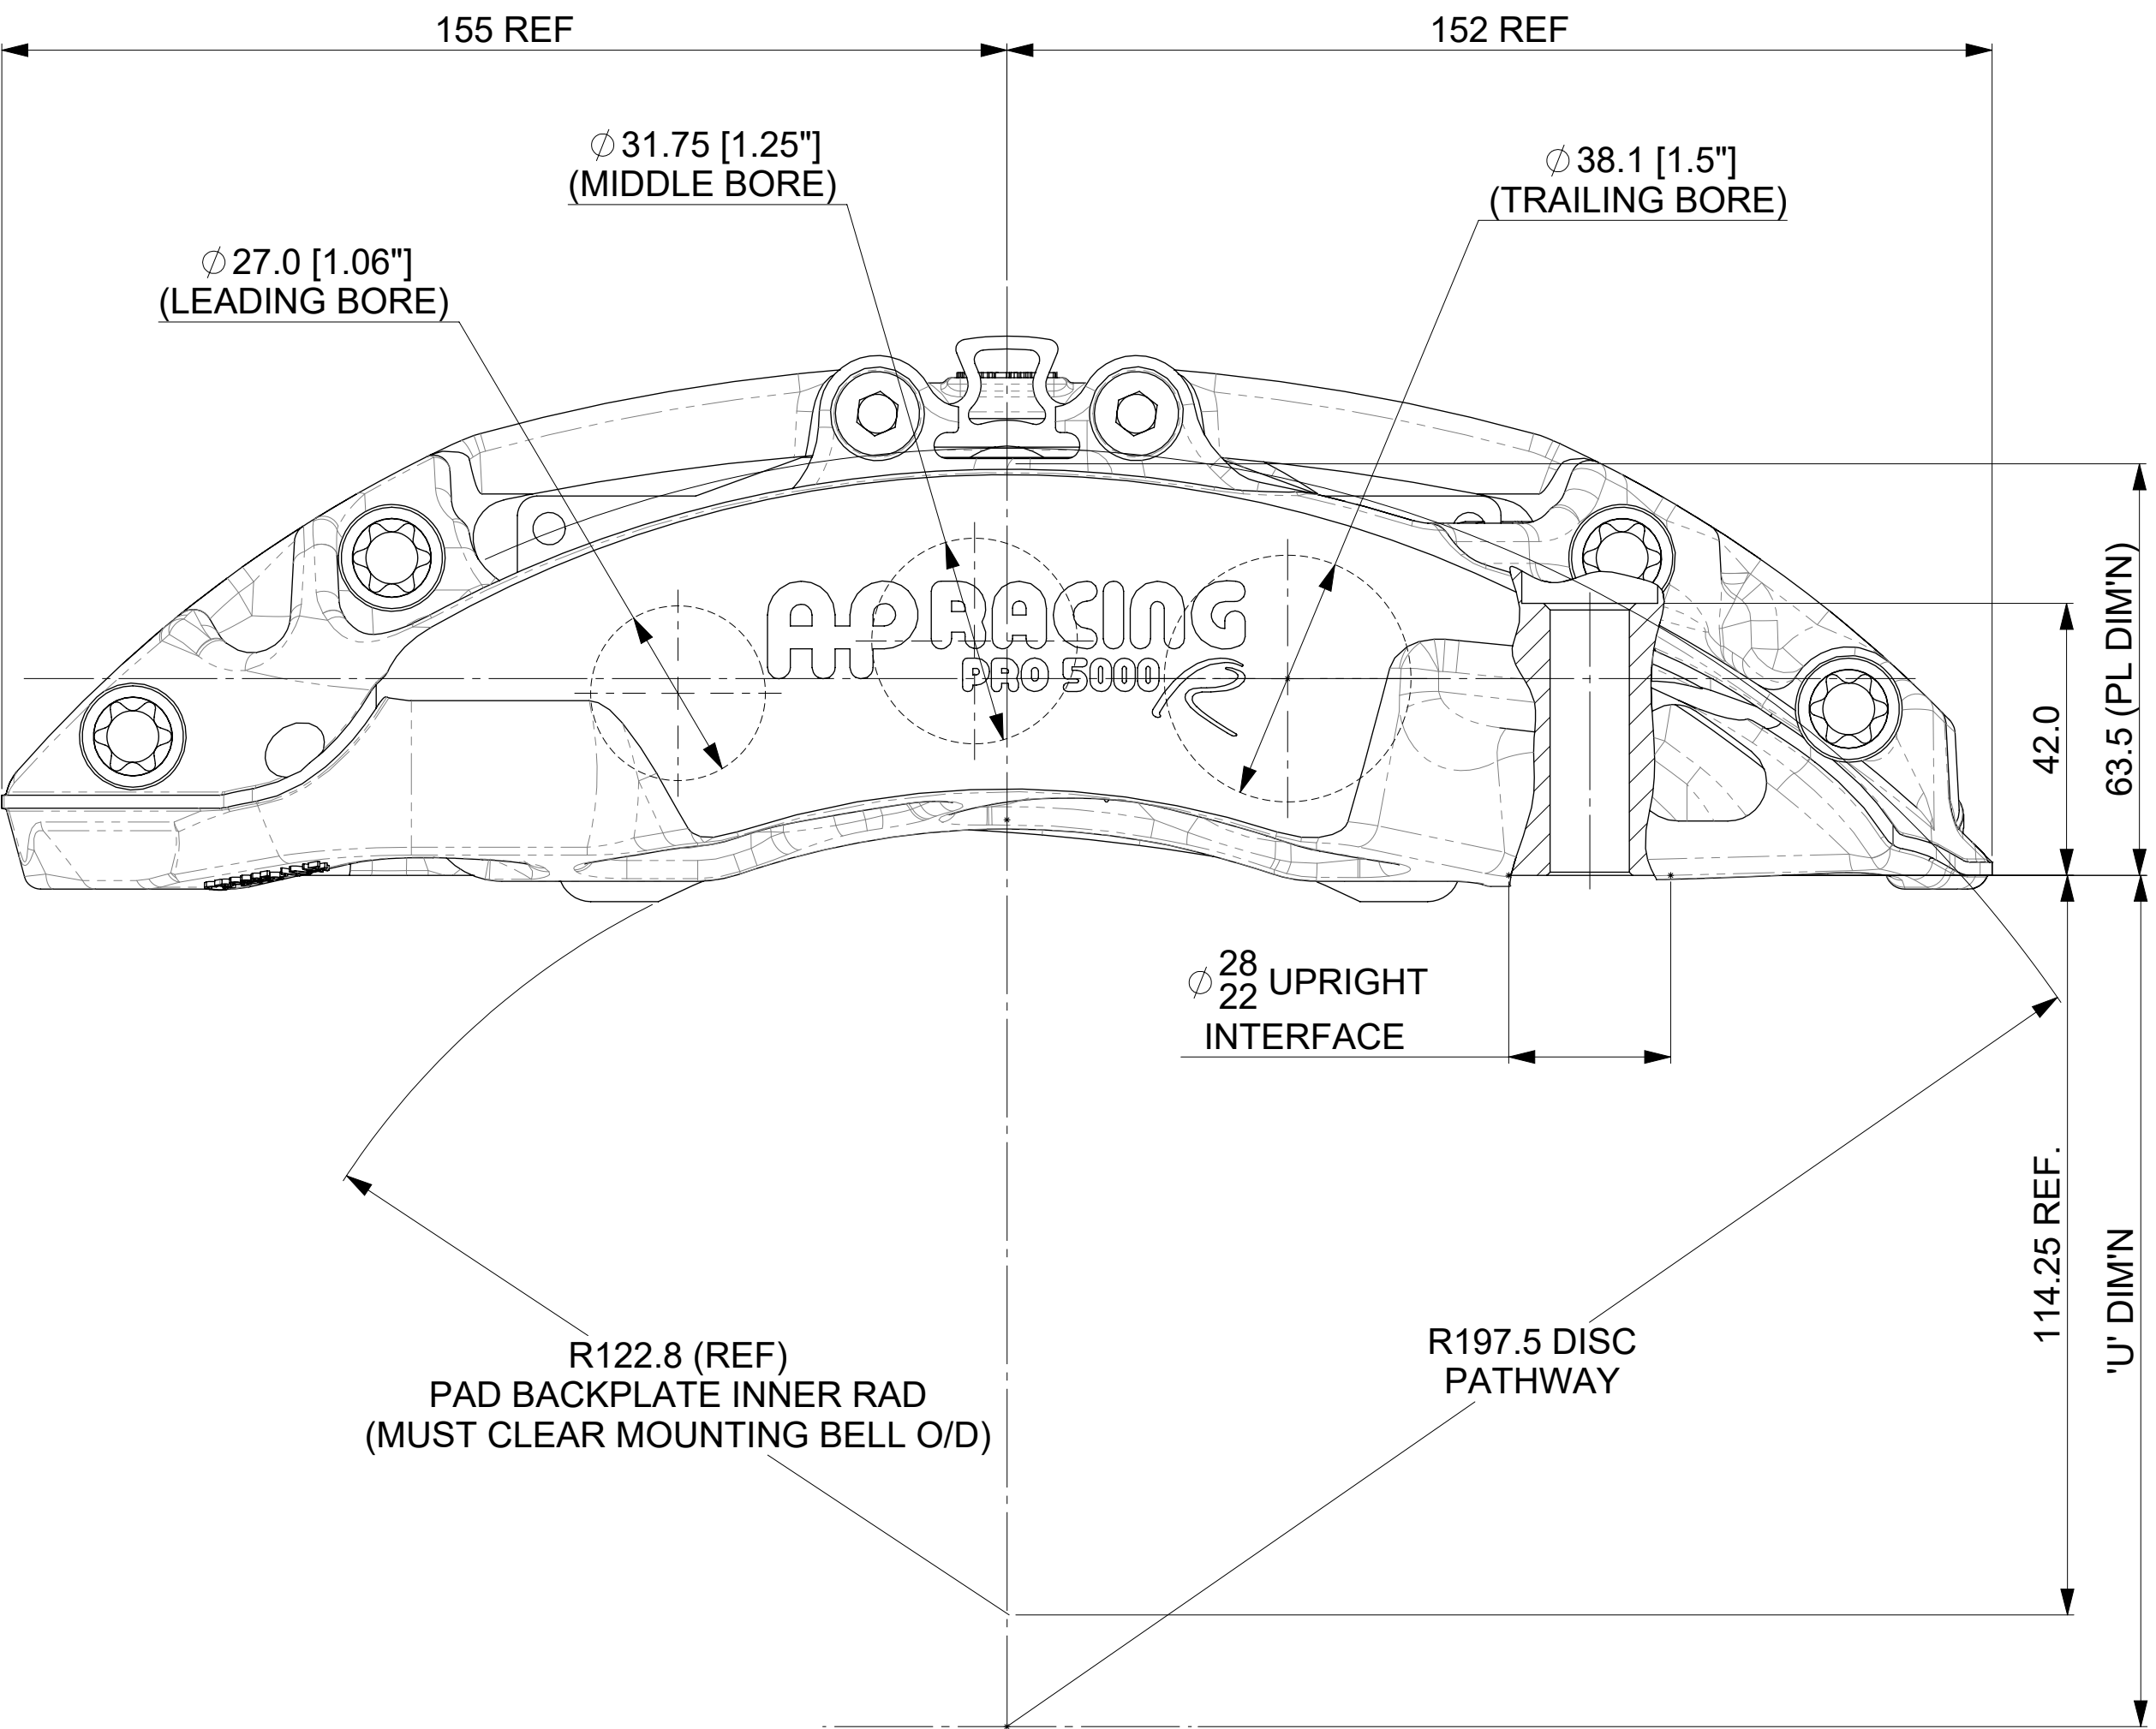 155 REF
152 REF
⌀31.75 [1.25"]
(MIDDLE BORE)
⌀38.1 [1.5"]
(TRAILING BORE)
⌀27.0 [1.06"]
(LEADING BORE)
AP RACING
PRO 5000 R
42.0
63.5 (PL DIM'N)
⌀ 28
22 UPRIGHT
INTERFACE
114.25 REF.
'U' DIM'N
R122.8 (REF)
PAD BACKPLATE INNER RAD
(MUST CLEAR MOUNTING BELL O/D)
R197.5 DISC
PATHWAY